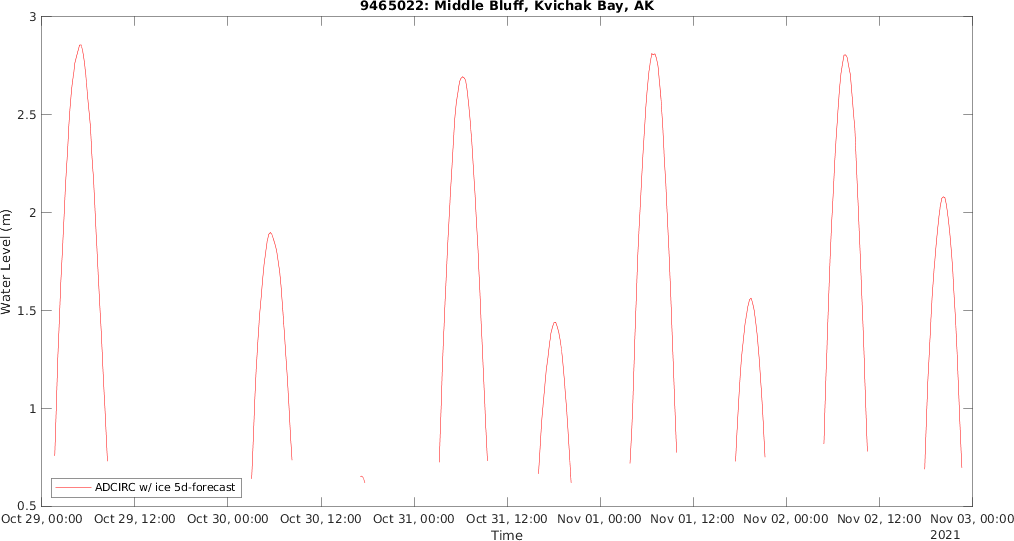 9465022: Middle Bluff, Kvichak Bay, AK
3
2.5
2
1.5
1
0.5
Water Level (m)
ADCIRC w/ ice 5d-forecast
Oct 29, 00:00 Oct 29, 12:00 Oct 30, 00:00 Oct 30, 12:00 Oct 31, 00:00 Oct 31, 12:00 Nov 01, 00:00 Nov 01, 12:00 Nov 02, 00:00 Nov 02, 12:00 Nov 03, 00:00
Time
2021